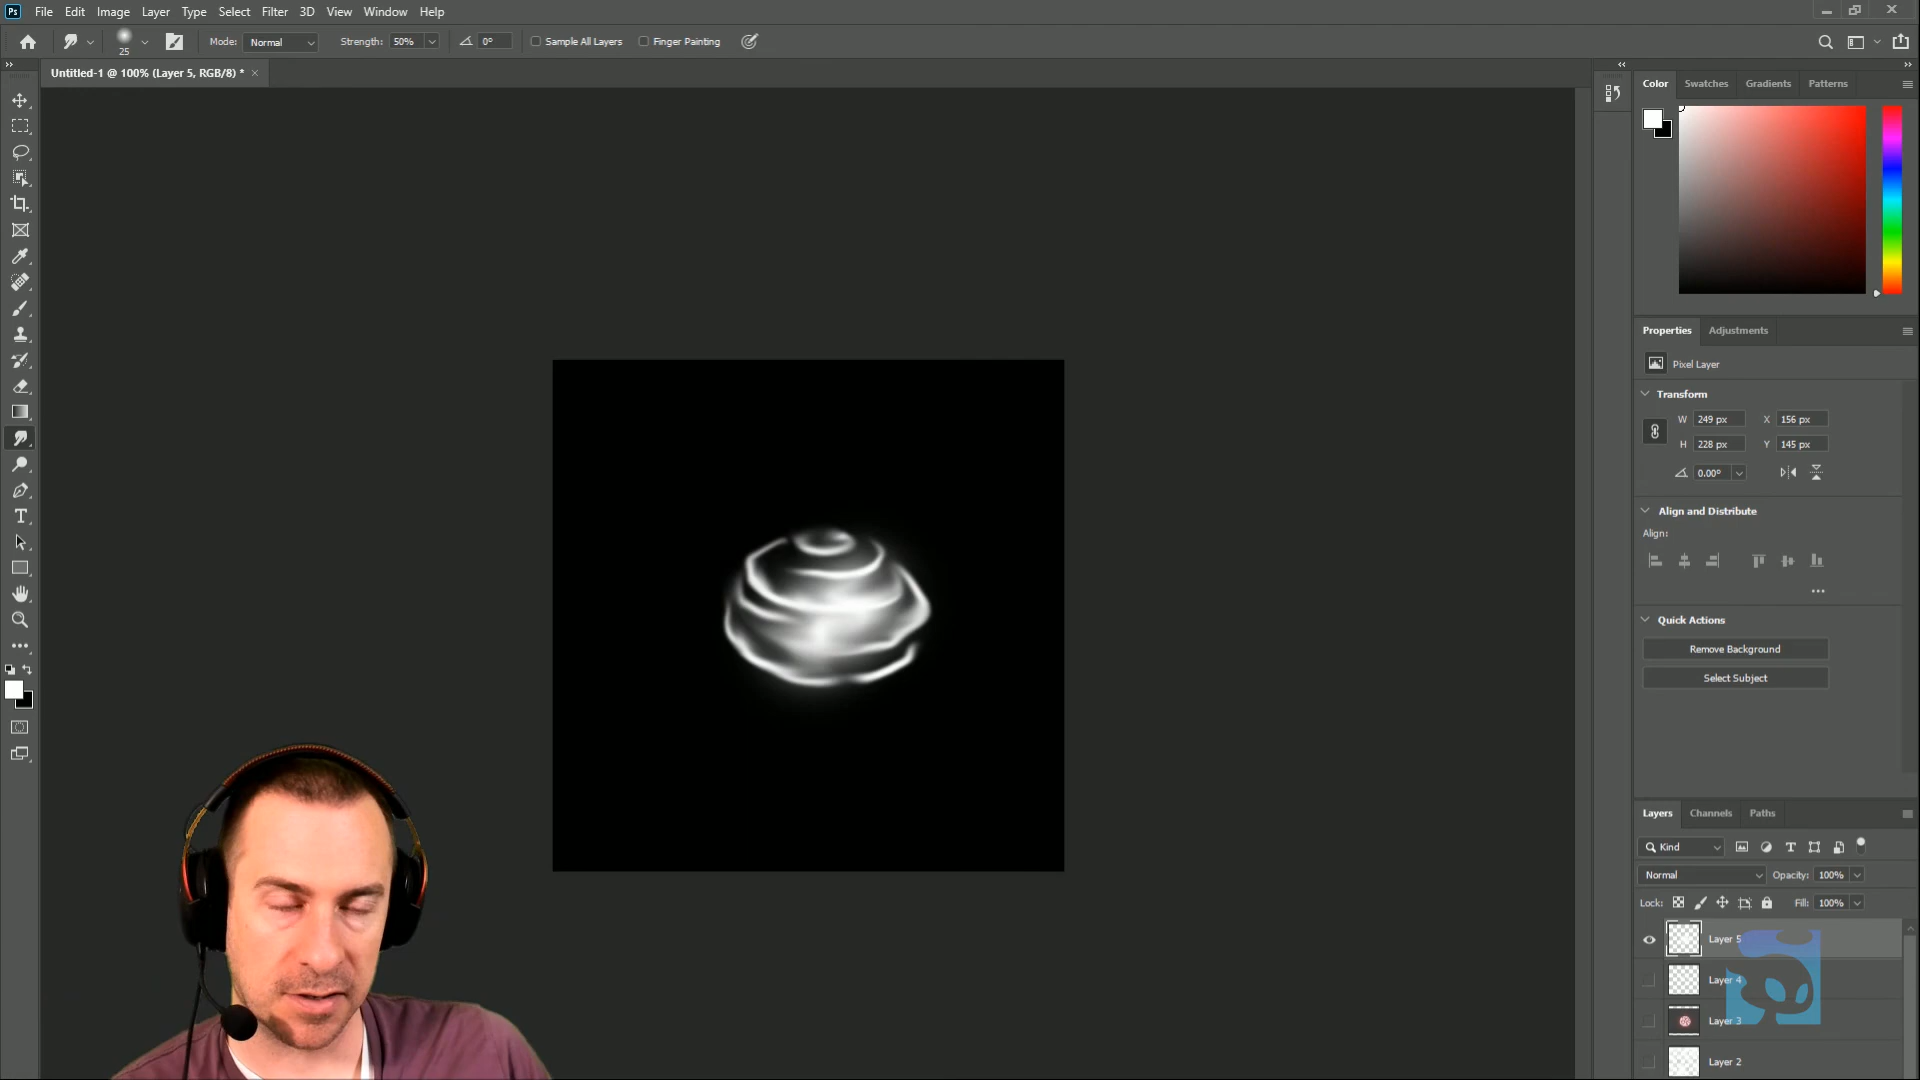 Ps File Edit Image Layer Type Select Filter 3D View Window Help
25 Mode: Normal Strength: 50% 0° Sample All Layers Finger Painting
Untitled-1 @ 100% (Layer 5, RGB/8) *
Color Swatches Gradients Patterns
Properties Adjustments
Pixel Layer
Transform
W 249 px X 156 px
H 228 px Y 145 px
0.00°
Align and Distribute
Align:
Quick Actions
Remove Background
Select Subject
Layers Channels Paths
Kind
Normal Opacity: 100%
Lock: Fill: 100%
Layer 5
Layer 4
Layer 3
Layer 2